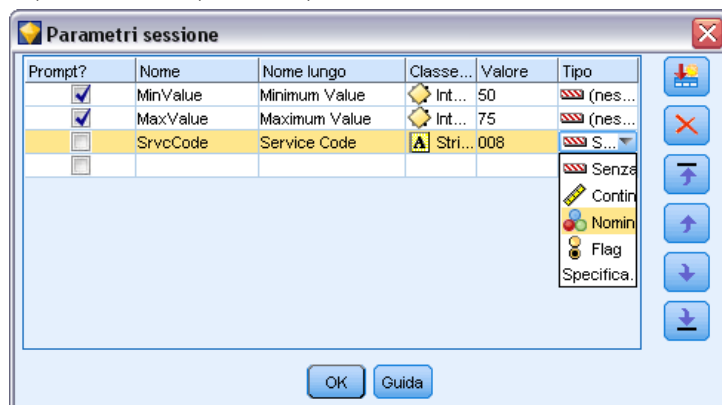 Parametri sessione
Prompt? Nome Nome lungo Classe... Valore Tipo
MinValue Minimum Value Int... 50 (nes...
MaxValue Maximum Value Int... 75 (nes...
SrvcCode Service Code A Stri... 008 S...
Senza
Contin
Nomin
Flag
Specifica.
OK Guida